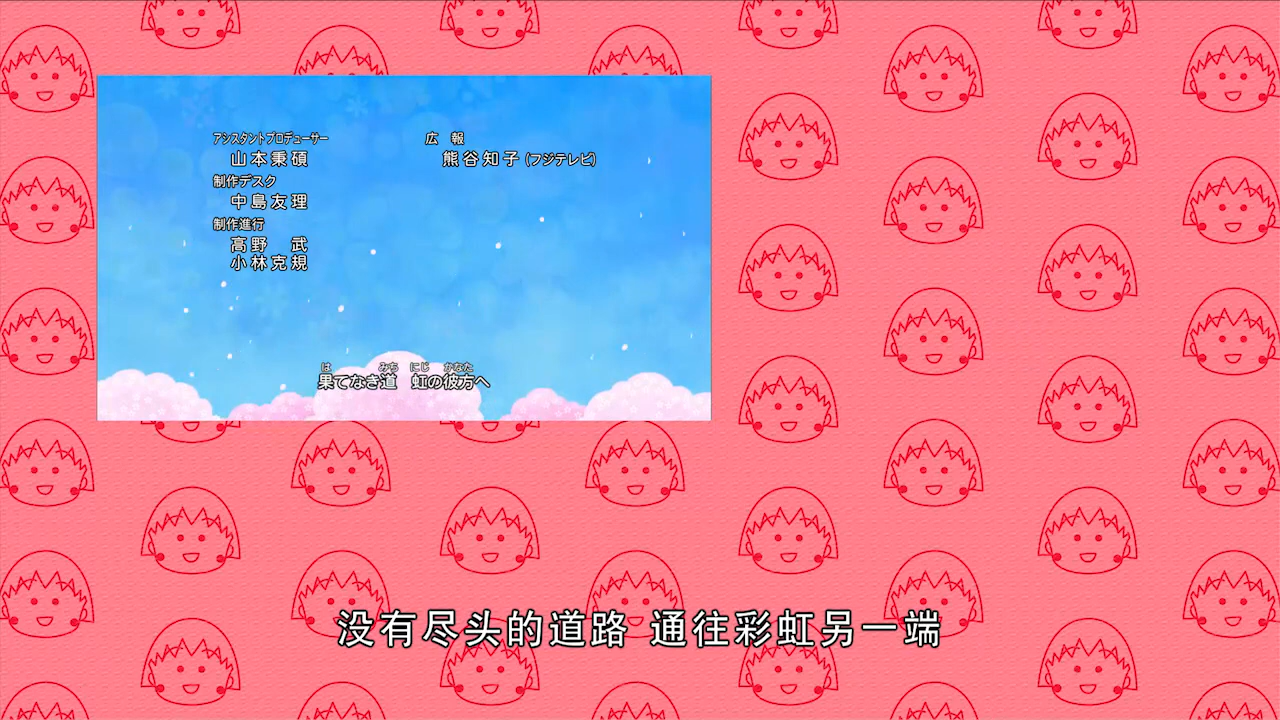 アシスタントプロデューサー
山本秉碩
制作デスク
中島友理
制作進行
高野 武
小林克規
広 報
熊谷知子(フジテレビ)
は みち にじ かなた
果てなき道 虹の彼方へ
没有尽头的道路 通往彩虹另一端